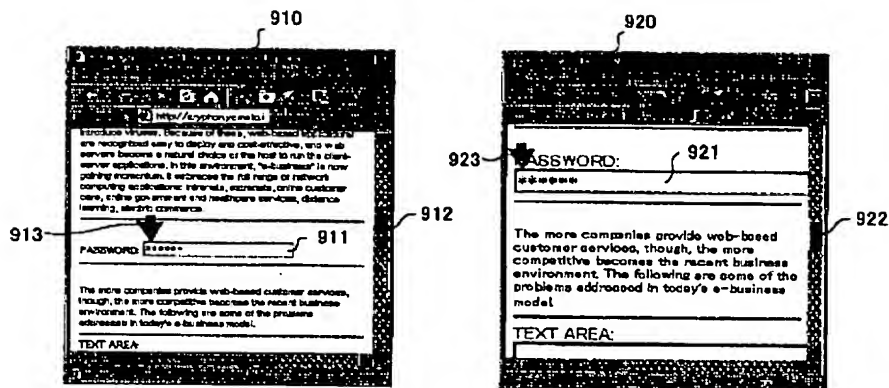 910
http://
introduce viruses. Because of these, web-based applications
are recognized easy to deploy and cost-effective, and web
servers become a natural choice of the host to run the client-
server applications. In this environment, "e-business" is now
gaining momentum. It embraces the full range of network
computing applications: intranets, extranets, online customer
care, online government and healthcare services, distance
learning, electric commerce.
912
913
PASSWORD: ******
911
The more companies provide web-based customer services,
though, the more competitive becomes the recent business
environment. The following are some of the problems
addresses in today's e-business model.
TEXT AREA:
920
923
PASSWORD:
921
******
922
The more companies provide web-based
customer services, though, the more
competitive becomes the recent business
environment. The following are some of the
problems addressed in today's e-business
model.
TEXT AREA: